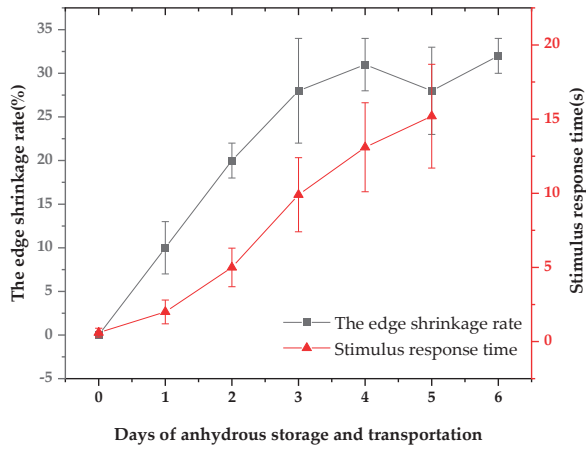 The edge shrinkage rate(%)
35
30
25
20
15
10
5
0
-5
20
15
10
5
0
Stimulus response time(s)
The edge shrinkage rate
Stimulus response time
0 1 2 3 4 5 6
Days of anhydrous storage and transportation